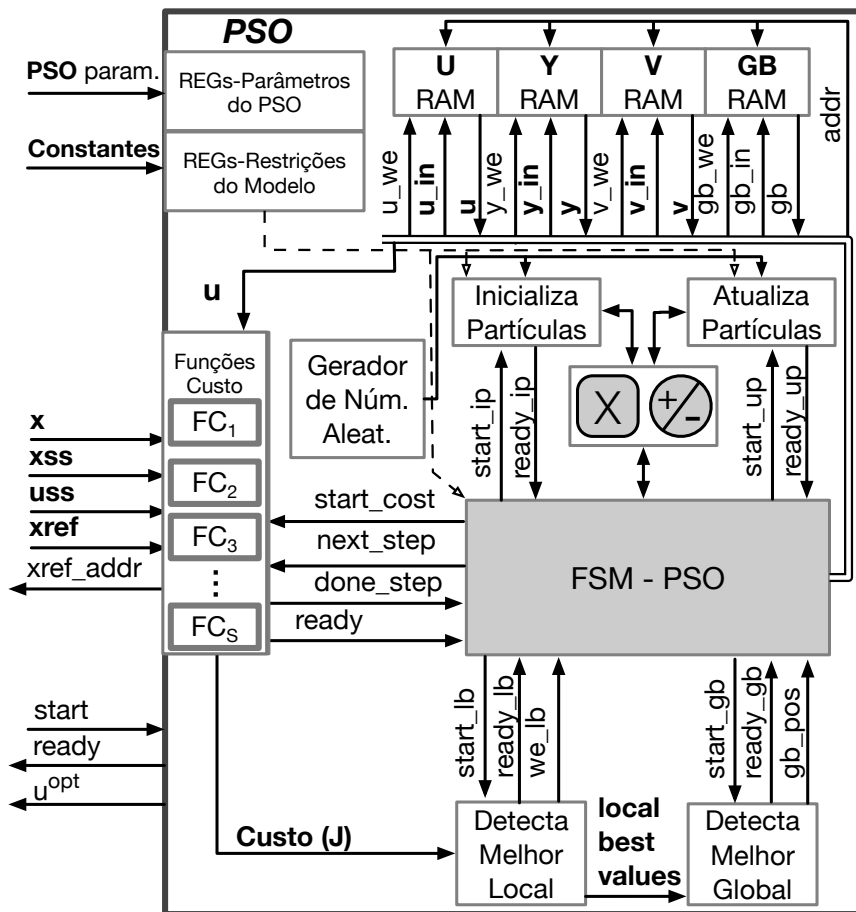 PSO
PSO param.
REGs-Parâmetros
do PSO
Constantes
REGs-Restrições
do Modelo
U
RAM
Y
RAM
V
RAM
GB
RAM
addr
u_we
u_in
u
y_we
y_in
y
v_we
v_in
v
gb_we
gb_in
gb
u
Inicializa
Partículas
Atualiza
Partículas
Funções
Custo
FC1
FC2
FC3
⋮
FCS
Gerador
de Núm.
Aleat.
start_ip
ready_ip
X
+/-
start_up
ready_up
x
xss
uss
xref
xref_addr
start_cost
next_step
done_step
ready
FSM - PSO
start
ready
u^opt
start_lb
ready_lb
we_lb
start_gb
ready_gb
gb_pos
Custo (J)
Detecta
Melhor
Local
local
best
values
Detecta
Melhor
Global